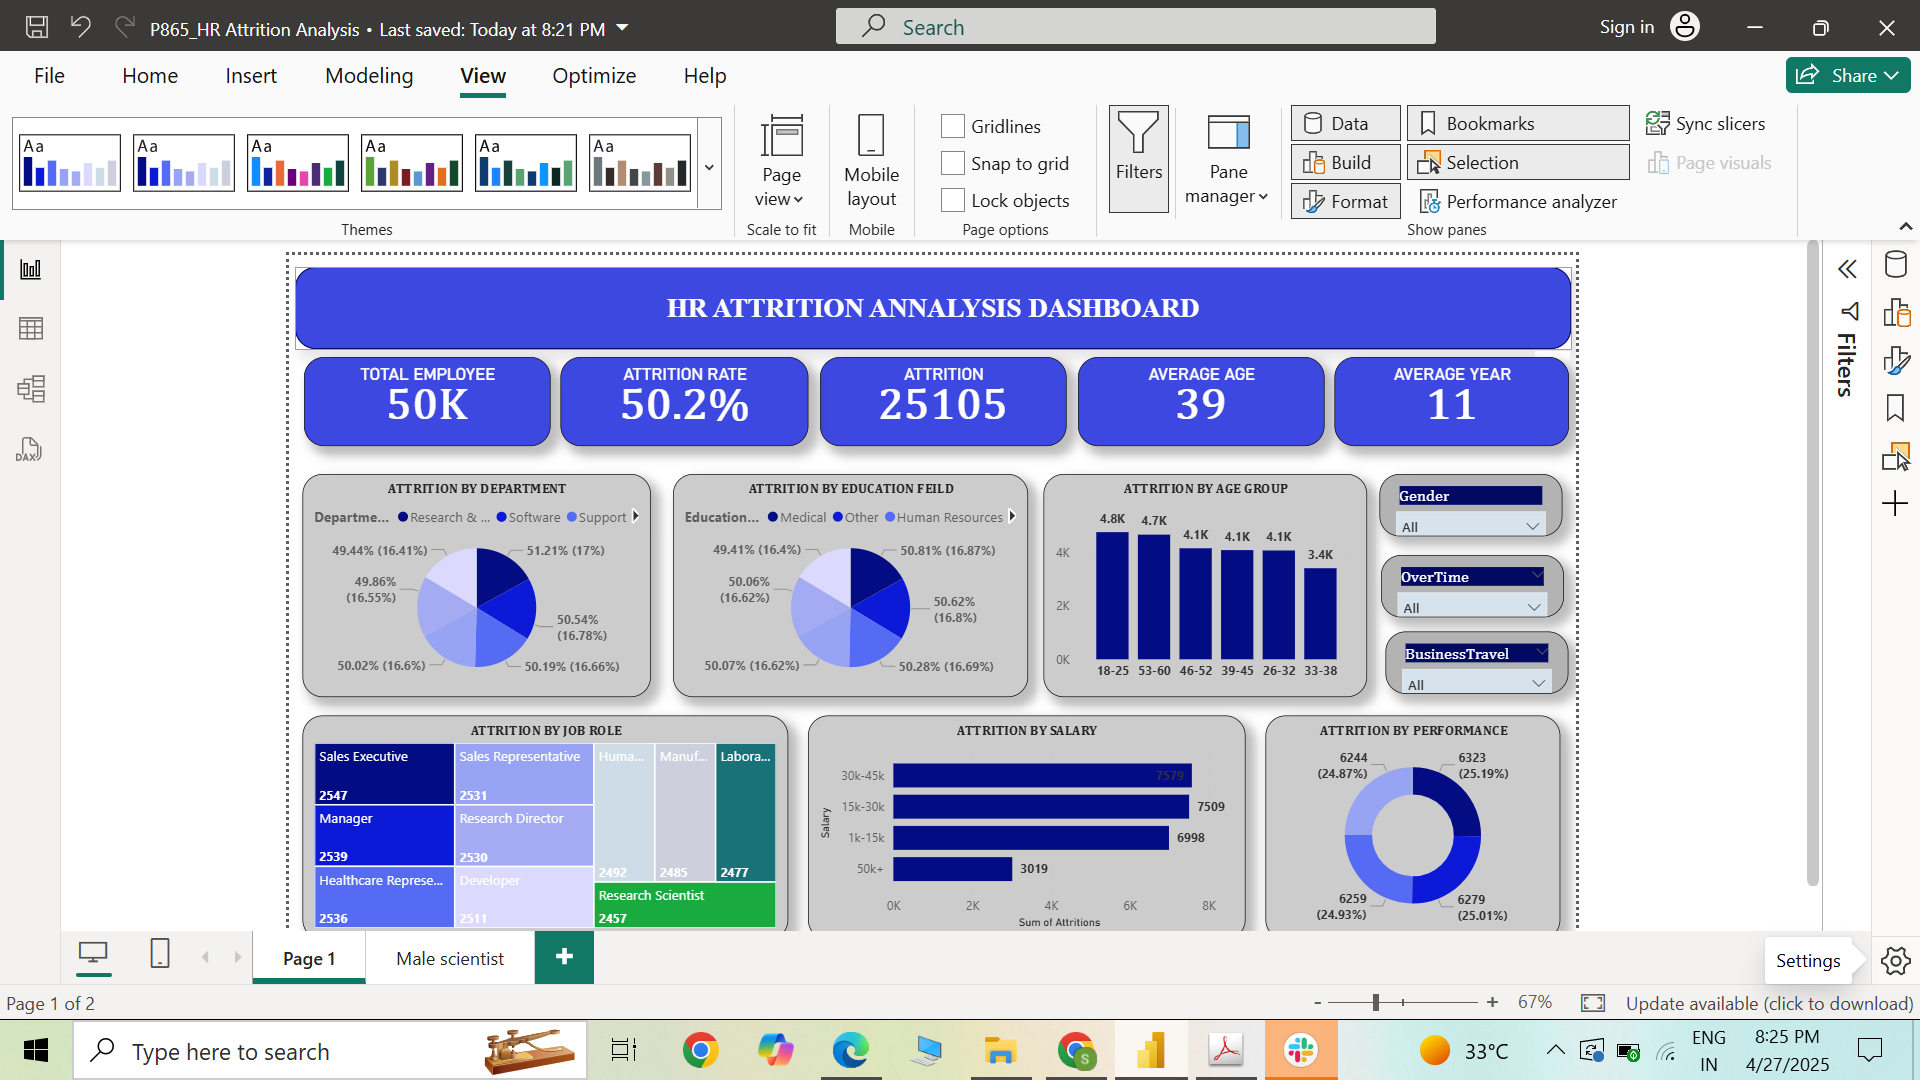 P865_HR Attrition Analysis • Last saved: Today at 8:21 PM
Search
Sign in
File Home Insert Modeling View Optimize Help
Share
Aa Aa Aa Aa Aa Aa
Page view
Mobile layout
Gridlines
Snap to grid
Lock objects
Filters
Pane manager
Data
Build
Format
Bookmarks
Selection
Performance analyzer
Sync slicers
Page visuals
Themes
Scale to fit
Mobile
Page options
Show panes
DAX
Filters
HR ATTRITION ANNALYSIS DASHBOARD
TOTAL EMPLOYEE
50K
ATTRITION RATE
50.2%
ATTRITION
25105
AVERAGE AGE
39
AVERAGE YEAR
11
ATTRITION BY DEPARTMENT
Departme... Research & ... Software Support
49.44% (16.41%)
51.21% (17%)
49.86%
(16.55%)
50.54%
(16.78%)
50.02% (16.6%)
50.19% (16.66%)
ATTRITION BY EDUCATION FEILD
Education... Medical Other Human Resources
49.41% (16.4%)
50.81% (16.87%)
50.06%
(16.62%)
50.62%
(16.8%)
50.07% (16.62%)
50.28% (16.69%)
ATTRITION BY AGE GROUP
4.8K 4.7K 4.1K 4.1K 4.1K 3.4K
4K
2K
0K
18-25 53-60 46-52 39-45 26-32 33-38
Gender
All
OverTime
All
BusinessTravel
All
ATTRITION BY JOB ROLE
Sales Executive
2547
Manager
2539
Healthcare Represe...
2536
Sales Representative
2531
Research Director
2530
Developer
2511
Huma...
2492
Manuf...
2485
Labora...
2477
Research Scientist
2457
ATTRITION BY SALARY
Salary
30k-45k 7579
15k-30k 7509
1k-15k 6998
50k+ 3019
0K 2K 4K 6K 8K
Sum of Attritions
ATTRITION BY PERFORMANCE
6244
(24.87%)
6323
(25.19%)
6259
(24.93%)
6279
(25.01%)
Page 1
Male scientist
+
Settings
Page 1 of 2
- + 67%
Update available (click to download)
Type here to search
S
33°C
ENG
IN
8:25 PM
4/27/2025